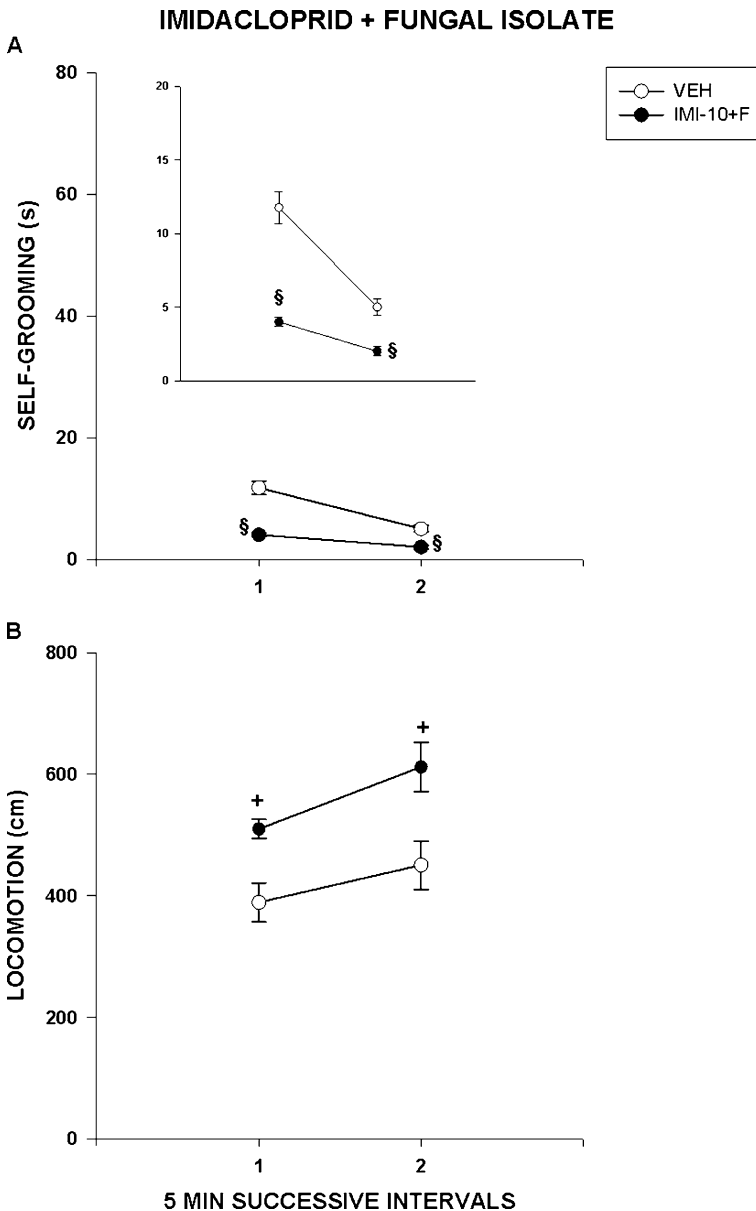 IMIDACLOPRID + FUNGAL ISOLATE
A
VEH
IMI-10+F
SELF-GROOMING (s)
80
60
40
20
0
20
15
10
5
0
§
§
§
§
1 2
B
LOCOMOTION (cm)
800
600
400
200
0
+
+
1 2
5 MIN SUCCESSIVE INTERVALS